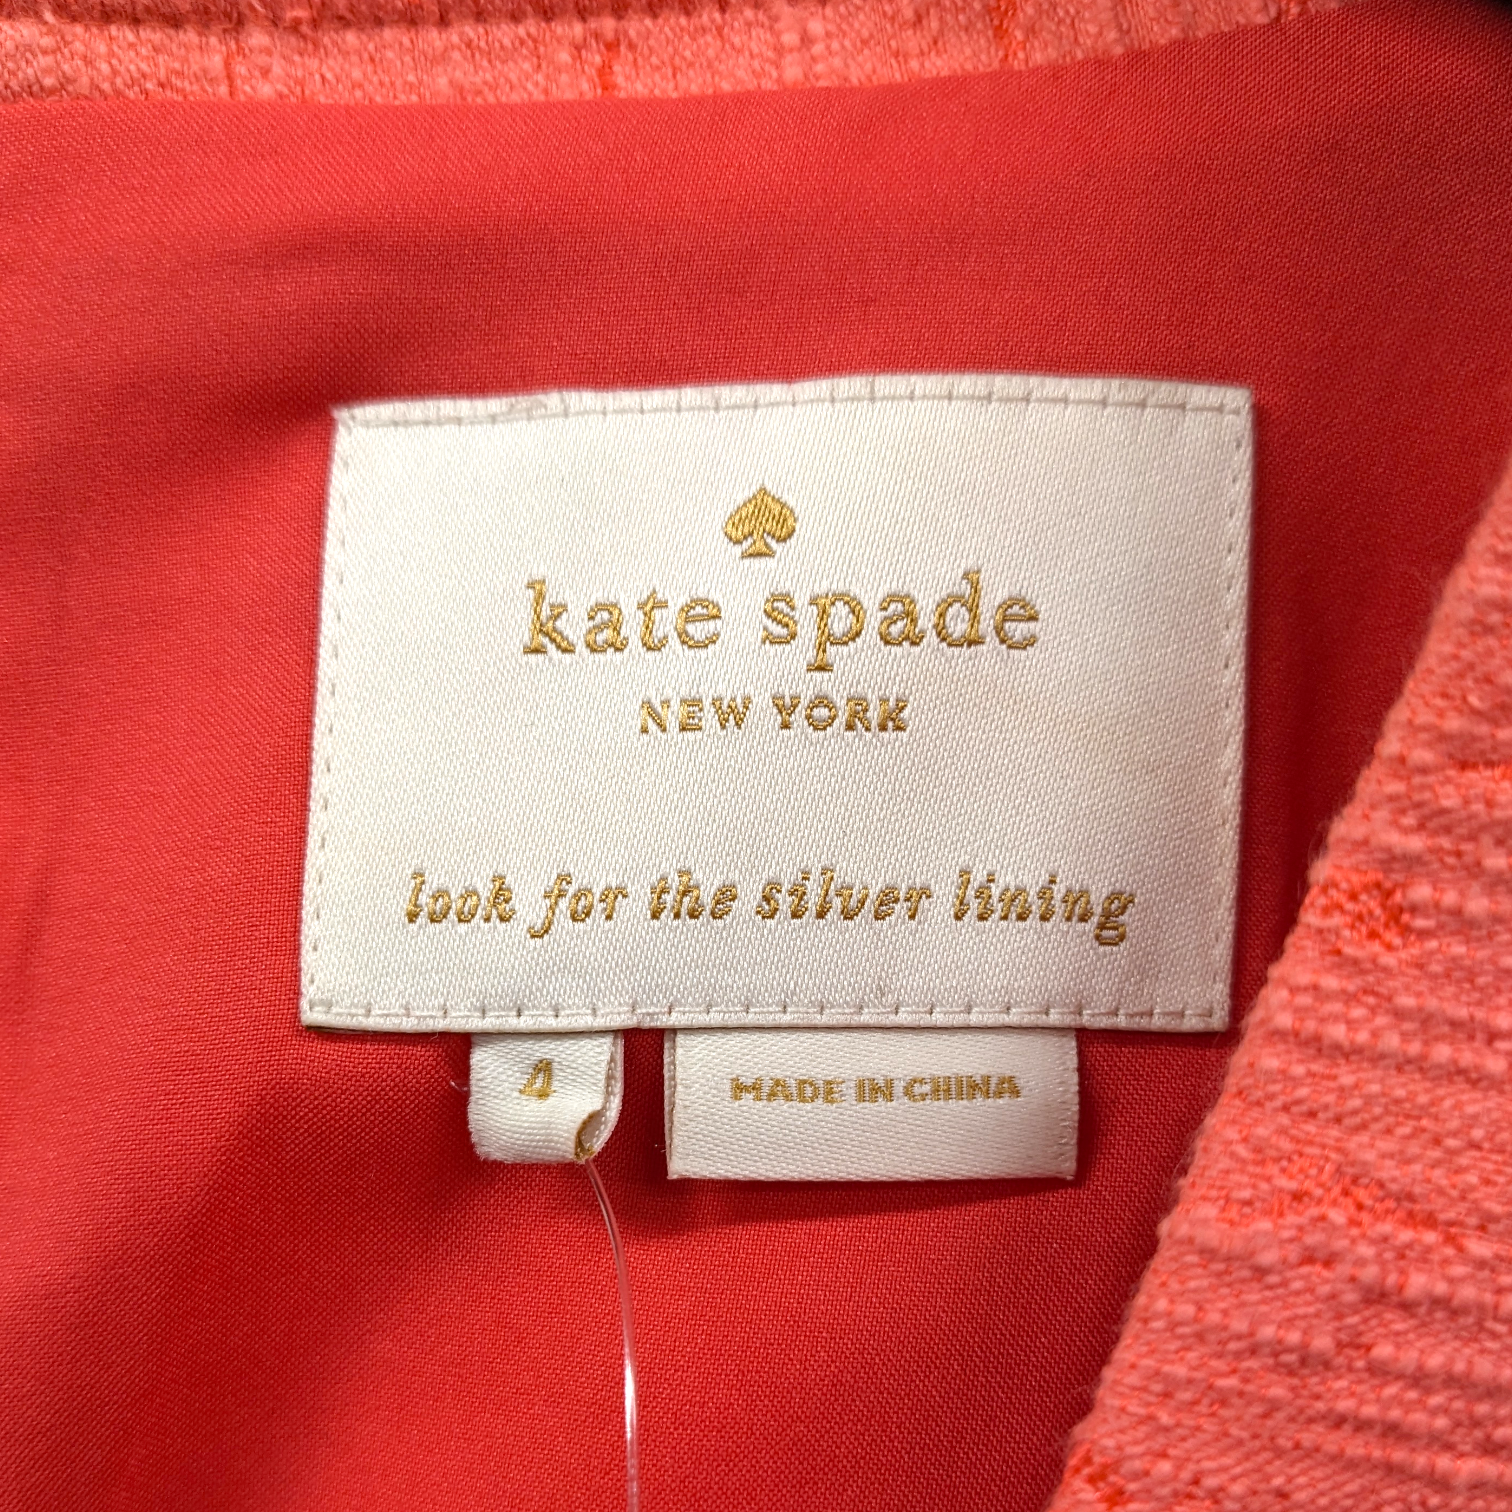 kate spade
NEW YORK
look for the silver lining
4
MADE IN CHINA